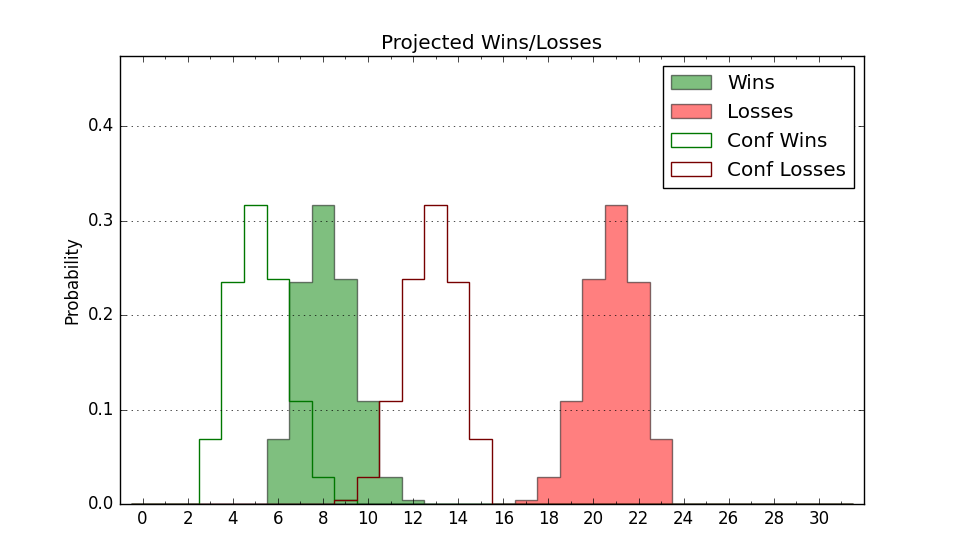 Projected Wins/Losses
Wins
Losses
Conf Wins
Conf Losses
Probability
0.4
0.3
0.2
0.1
0.0
0 2 4 6 8 10 12 14 16 18 20 22 24 26 28 30